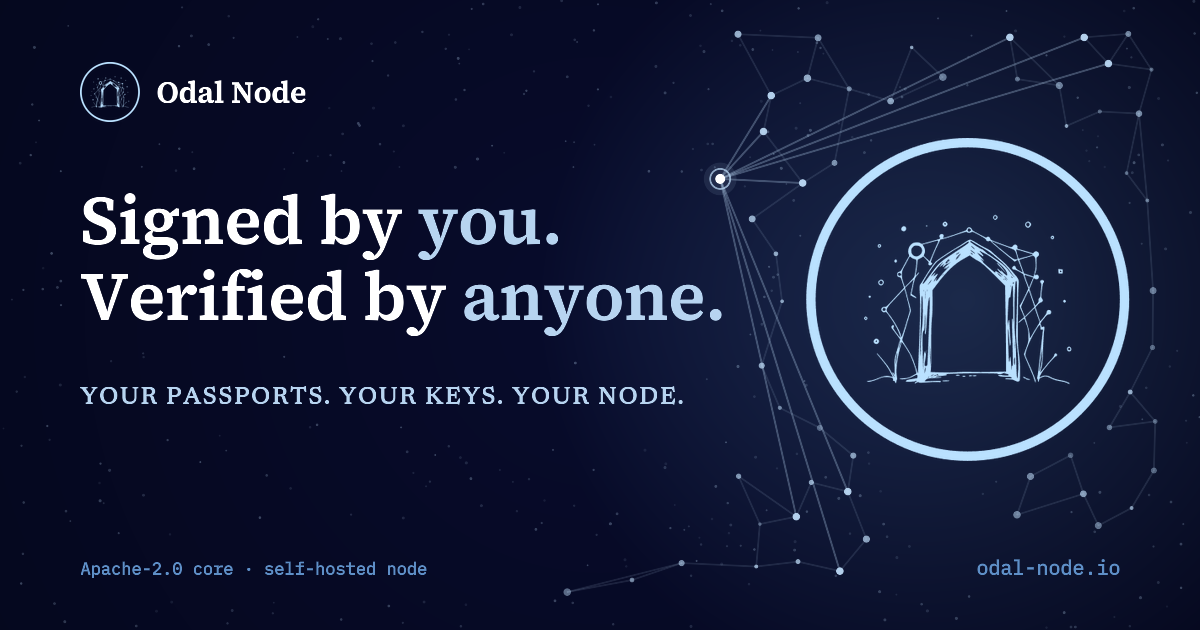 Odal Node
Signed by you.
Verified by anyone.
YOUR PASSPORTS. YOUR KEYS. YOUR NODE.
Apache-2.0 core · self-hosted node
odal-node.io